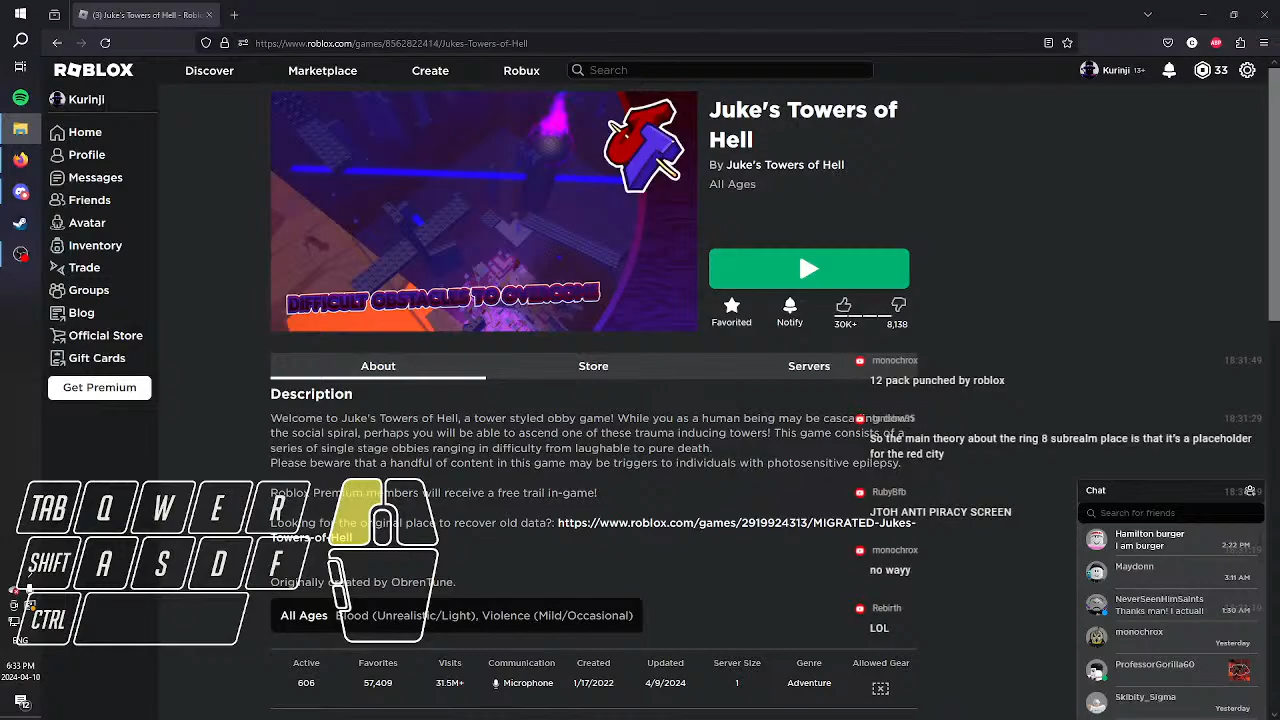 (3) Juke's Towers of Hell - Roblo
https://www.roblox.com/games/8562822414/Jukes-Towers-of-Hell
ROBLOX
Discover
Marketplace
Create
Robux
Search
Kurinji 13+
33
Kurinji
Home
Profile
Messages
Friends
Avatar
Inventory
Trade
Groups
Blog
Official Store
Gift Cards
Get Premium
DIFFICULT OBSTACLES TO OVERCOME
Juke's Towers of
Hell
By Juke's Towers of Hell
All Ages
Favorited
Notify
30K+
8,138
About
Store
Servers
Description
Welcome to Juke's Towers of Hell, a tower styled obby game! While you as a human being may be cascading down
the social spiral, perhaps you will be able to ascend one of these trauma inducing towers! This game consists of a
series of single stage obbies ranging in difficulty from laughable to pure death.
Please beware that a handful of content in this game may be triggers to individuals with photosensitive epilepsy.
Roblox Premium members will receive a free trail in-game!
Looking for the original place to recover old data?: https://www.roblox.com/games/2919924313/MIGRATED-Jukes-
Towers-of-Hell
Originally created by ObrenTune.
All Ages Blood (Unrealistic/Light), Violence (Mild/Occasional)
Active
606
Favorites
57,409
Visits
31.5M+
Communication
Microphone
Created
1/17/2022
Updated
4/9/2024
Server Size
1
Genre
Adventure
Allowed Gear
monochrox
18:31:49
12 pack punched by roblox
18:31:29
So the main theory about the ring 8 subrealm place is that it's a placeholder
for the red city
RubyBfb
JTOH ANTI PIRACY SCREEN
monochrox
no wayy
Rebirth
18:31:19
LOL
Chat
Search for friends
Hamilton burger
I am burger
2:22 PM
Maydonn
3:11 AM
NeverSeenHimSaints
Thanks man! I actuall
1:30 AM
monochrox
Yesterday
ProfessorGorilla60
Skibity_Sigma
Yesterday
TAB Q W E R
SHIFT A S D F
CTRL
ENG
6:33 PM
2024-04-10
12